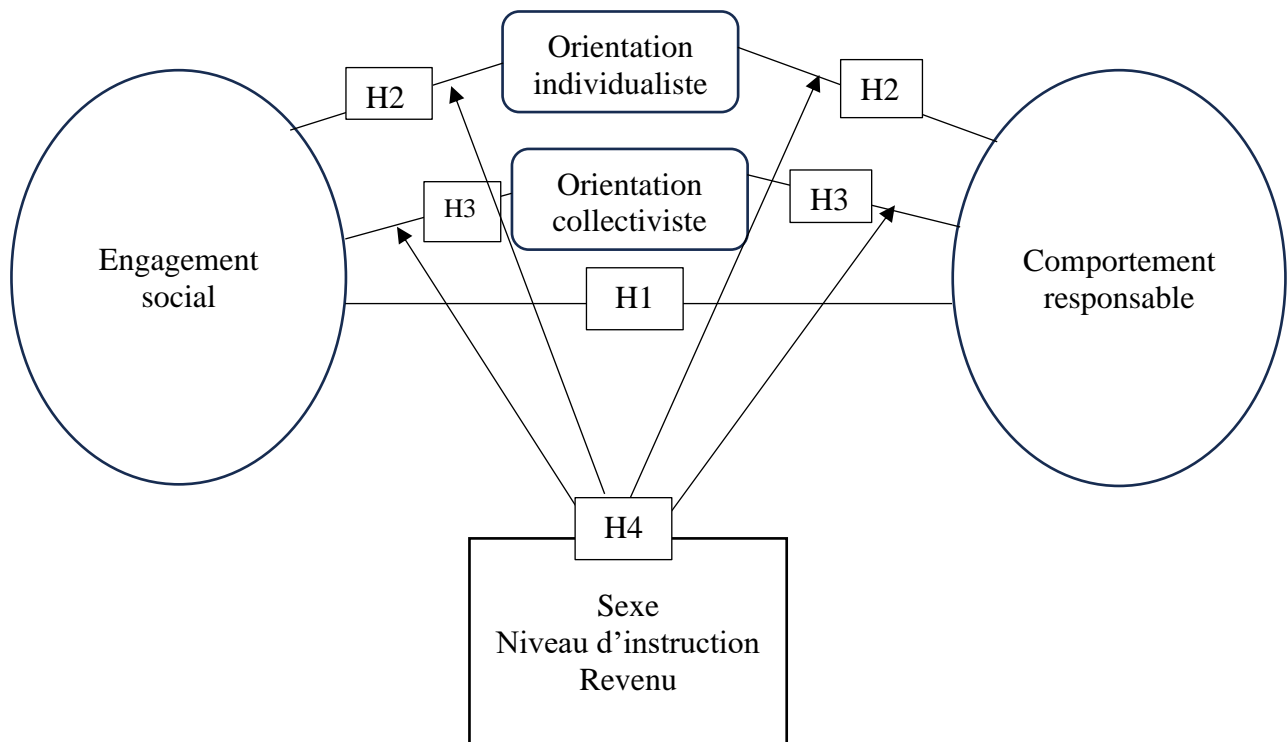 Orientation
individualiste
H2
H2
Orientation
collectiviste
H3
H3
Engagement
social
H1
Comportement
responsable
H4
Sexe
Niveau d’instruction
Revenu